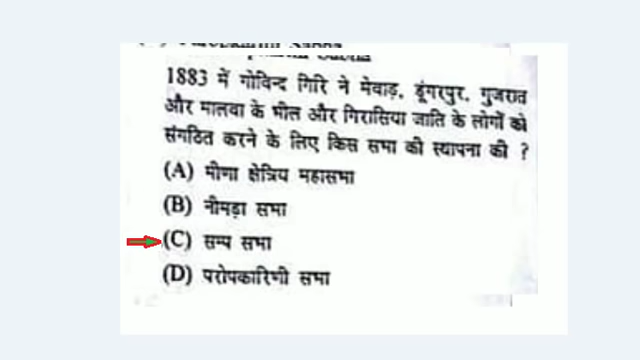 1883 में गोविन्द गिरि ने मेवाड़, डूंगरपुर, गुजरात
और मालवा के भील और गिरासिया जाति के लोगों को
संगठित करने के लिए किस सभा की स्थापना की ?
(A) मीणा क्षेत्रिय महासभा
(B) नीमड़ा सभा
(C) सम्प सभा
(D) परोपकारिणी सभा